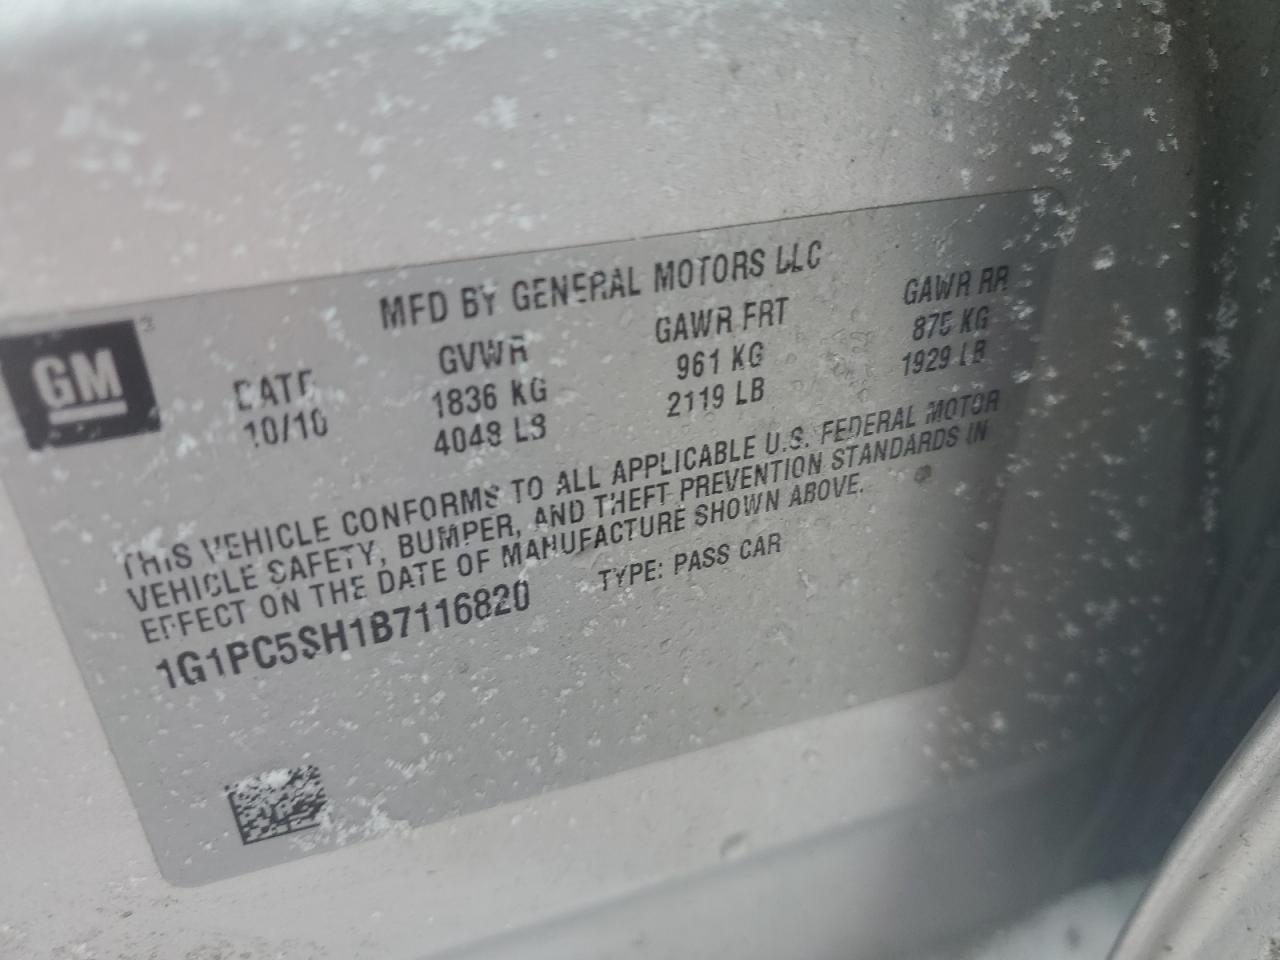 MFD BY GENERAL MOTORS LLC
GM
DATE GVWR GAWR FRT GAWR RR
10/10 1836 KG 961 KG 875 KG
4048 LB 2119 LB 1929 LB
THIS VEHICLE CONFORMS TO ALL APPLICABLE U.S. FEDERAL MOTOR
VEHICLE SAFETY, BUMPER, AND THEFT PREVENTION STANDARDS IN
EFFECT ON THE DATE OF MANUFACTURE SHOWN ABOVE.
1G1PC5SH1B7116820 TYPE: PASS CAR